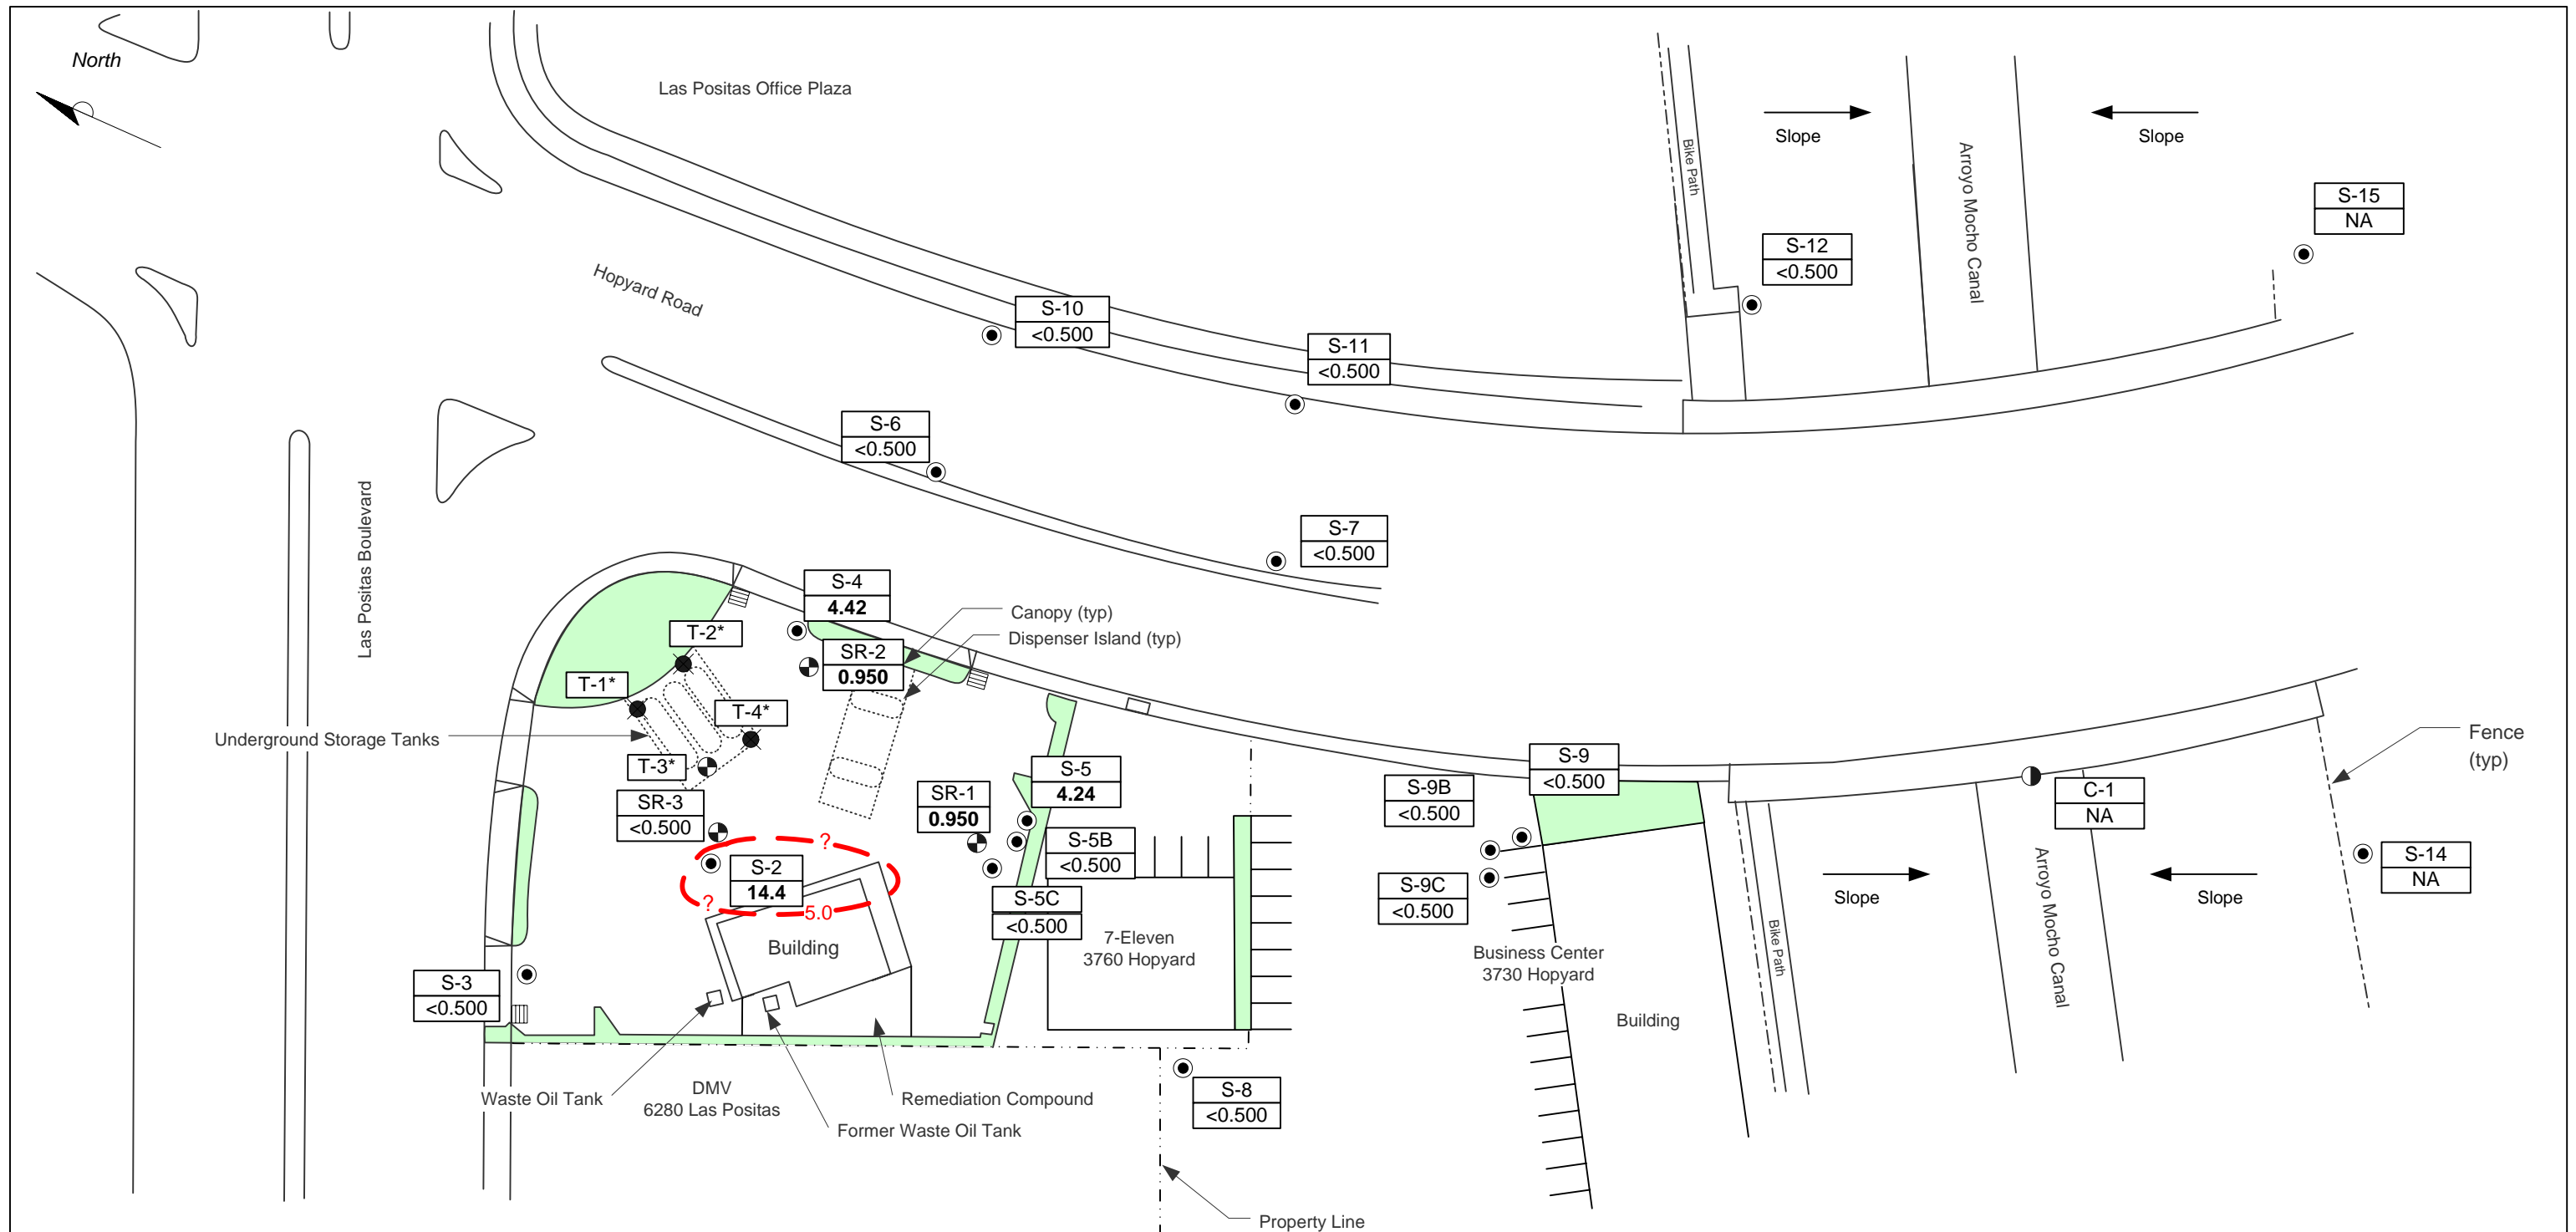 North
Las Positas Office Plaza
Slope
Slope
Bike Path
Arroyo Mocho Canal
S-15
NA
S-12
<0.500
Hopyard Road
S-10
<0.500
S-11
<0.500
S-6
<0.500
S-7
<0.500
Las Positas Boulevard
S-4
4.42
Canopy (typ)
Dispenser Island (typ)
T-2*
SR-2
0.950
T-1*
T-4*
Underground Storage Tanks
T-3*
SR-3
<0.500
SR-1
0.950
S-5
4.24
S-5B
<0.500
S-5C
<0.500
S-9
<0.500
S-9B
<0.500
S-9C
<0.500
C-1
NA
Fence
(typ)
S-14
NA
?
S-2
14.4
?
5.0
Building
7-Eleven
3760 Hopyard
Business Center
3730 Hopyard
Building
Slope
Slope
Bike Path
Arroyo Mocho Canal
S-3
<0.500
Waste Oil Tank
DMV
6280 Las Positas
Remediation Compound
Former Waste Oil Tank
S-8
<0.500
Property Line